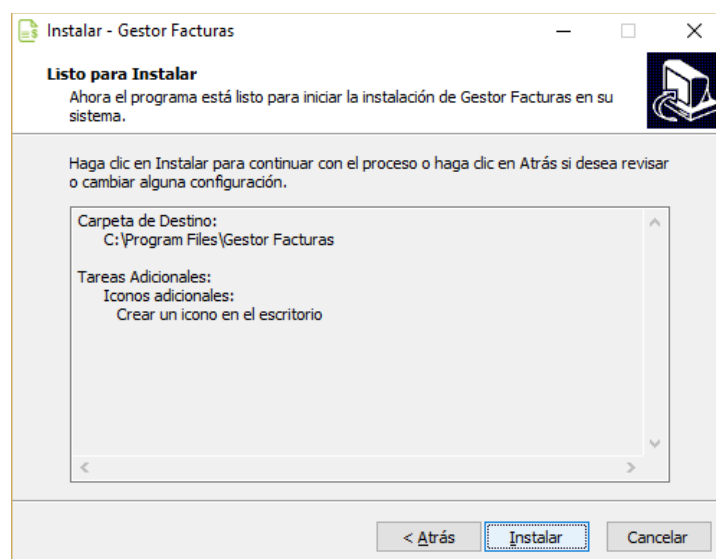 Instalar - Gestor Facturas
Listo para Instalar
Ahora el programa está listo para iniciar la instalación de Gestor Facturas en su
sistema.
Haga clic en Instalar para continuar con el proceso o haga clic en Atrás si desea revisar
o cambiar alguna configuración.
Carpeta de Destino:
C:\Program Files\Gestor Facturas
Tareas Adicionales:
Iconos adicionales:
Crear un icono en el escritorio
< Atrás
Instalar
Cancelar